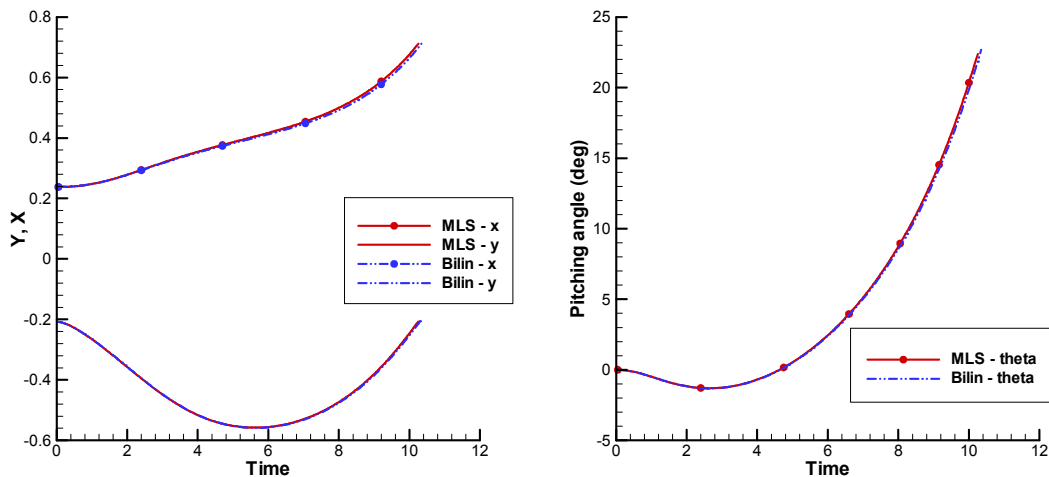 0.8
0.6
0.4
0.2
0
-0.2
-0.4
-0.6
Y, X
0 2 4 6 8 10 12
Time
MLS - x
MLS - y
Bilin - x
Bilin - y
25
20
15
10
5
0
-5
Pitching angle (deg)
0 2 4 6 8 10 12
Time
MLS - theta
Bilin - theta